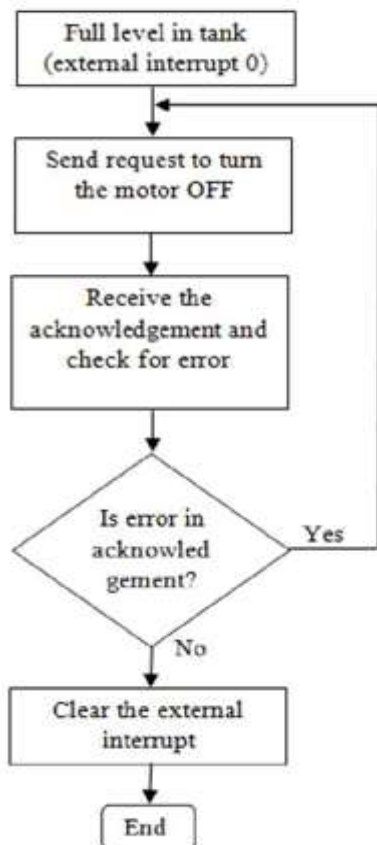 Full level in tank
(external interrupt 0)
Send request to turn
the motor OFF
Receive the
acknowledgement and
check for error
Is error in
acknowled
gement?
Yes
No
Clear the external
interrupt
End